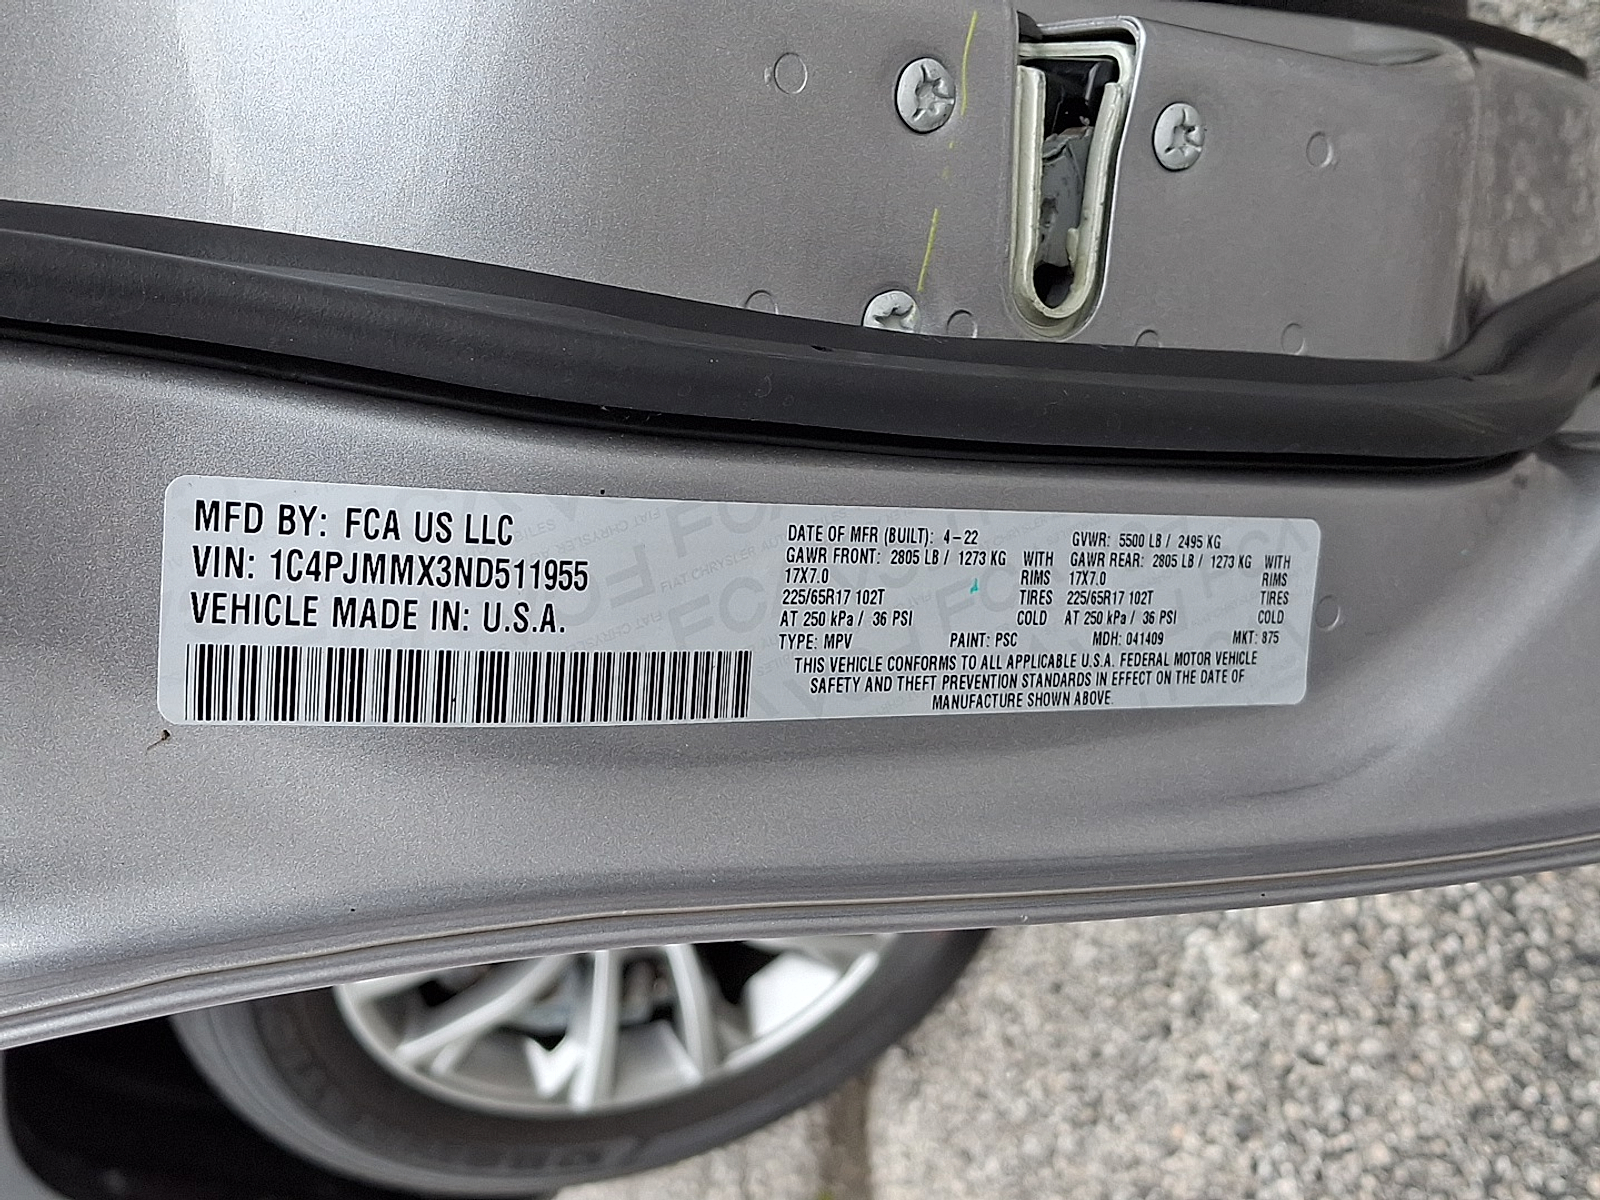 MFD BY: FCA US LLC
VIN: 1C4PJMMX3ND511955
VEHICLE MADE IN: U.S.A.
DATE OF MFR (BUILT): 4-22 GVWR: 5500 LB / 2495 KG
GAWR FRONT: 2805 LB / 1273 KG WITH GAWR REAR: 2805 LB / 1273 KG WITH
17X7.0 RIMS 17X7.0 RIMS
225/65R17 102T TIRES 225/65R17 102T TIRES
AT 250 kPa / 36 PSI COLD AT 250 kPa / 36 PSI COLD
TYPE: MPV PAINT: PSC MDH: 041409 MKT: 875
THIS VEHICLE CONFORMS TO ALL APPLICABLE U.S.A. FEDERAL MOTOR VEHICLE
SAFETY AND THEFT PREVENTION STANDARDS IN EFFECT ON THE DATE OF
MANUFACTURE SHOWN ABOVE.